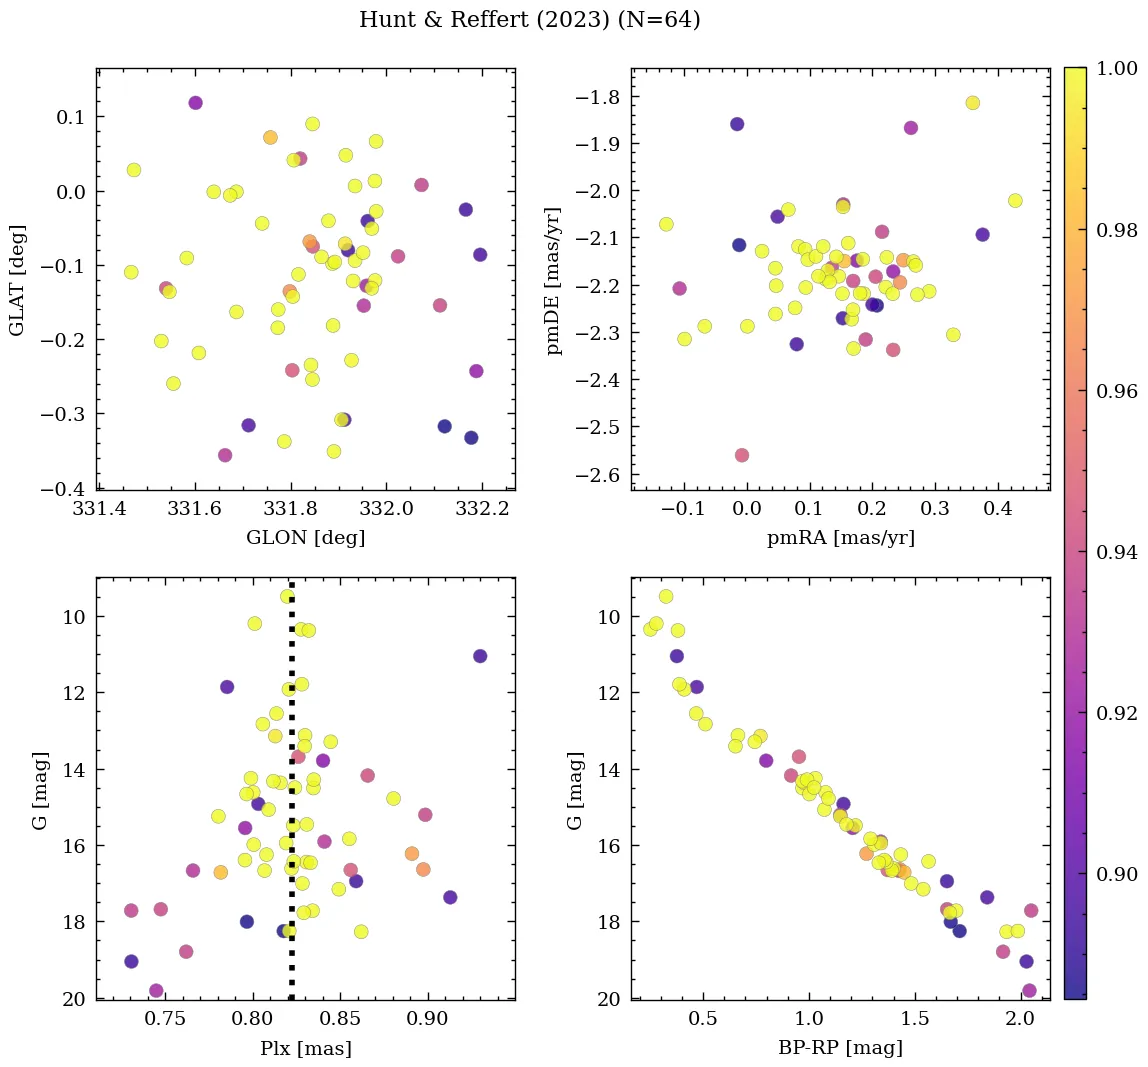 Hunt & Reffert (2023) (N=64)
0.1
0.0
−0.1
−0.2
−0.3
−0.4
GLAT [deg]
331.4 331.6 331.8 332.0 332.2
GLON [deg]
−1.8
−1.9
−2.0
−2.1
−2.2
−2.3
−2.4
−2.5
−2.6
pmDE [mas/yr]
−0.1 0.0 0.1 0.2 0.3 0.4
pmRA [mas/yr]
10
12
14
16
18
20
G [mag]
0.75 0.80 0.85 0.90
Plx [mas]
10
12
14
16
18
20
G [mag]
0.5 1.0 1.5 2.0
BP-RP [mag]
1.00
0.98
0.96
0.94
0.92
0.90